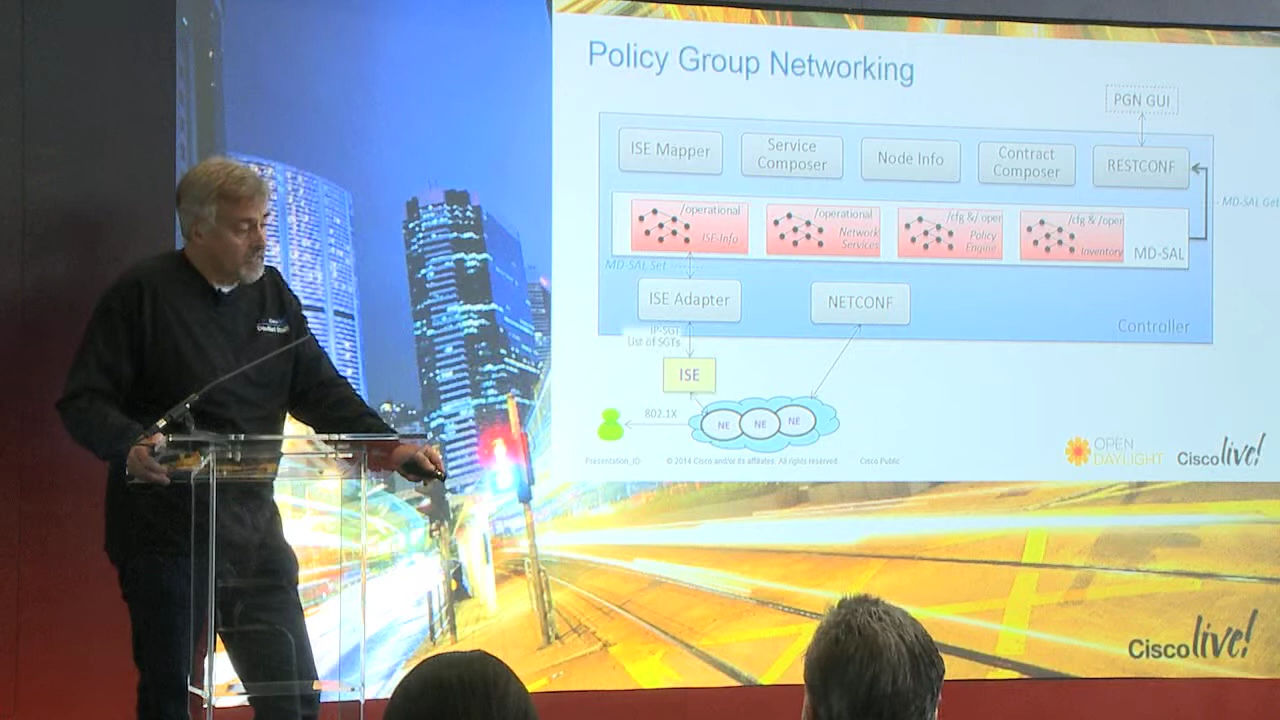 Policy Group Networking
PGN GUI
ISE Mapper
Service
Composer
Node Info
Contract
Composer
RESTCONF
MD-SAL Get
/operational
ISE-Info
/operational
Network
Services
/cfg &/ oper
Policy
Engine
/cfg & /oper
Inventory
MD-SAL
MD-SAL Set
ISE Adapter
NETCONF
Controller
IP-SGT
List of SGTs
ISE
802.1X
NE
NE
NE
Presentation_ID
© 2014 Cisco and/or its affiliates. All rights reserved.
Cisco Public
OPEN
DAYLIGHT
Cisco live!
Cisco live!